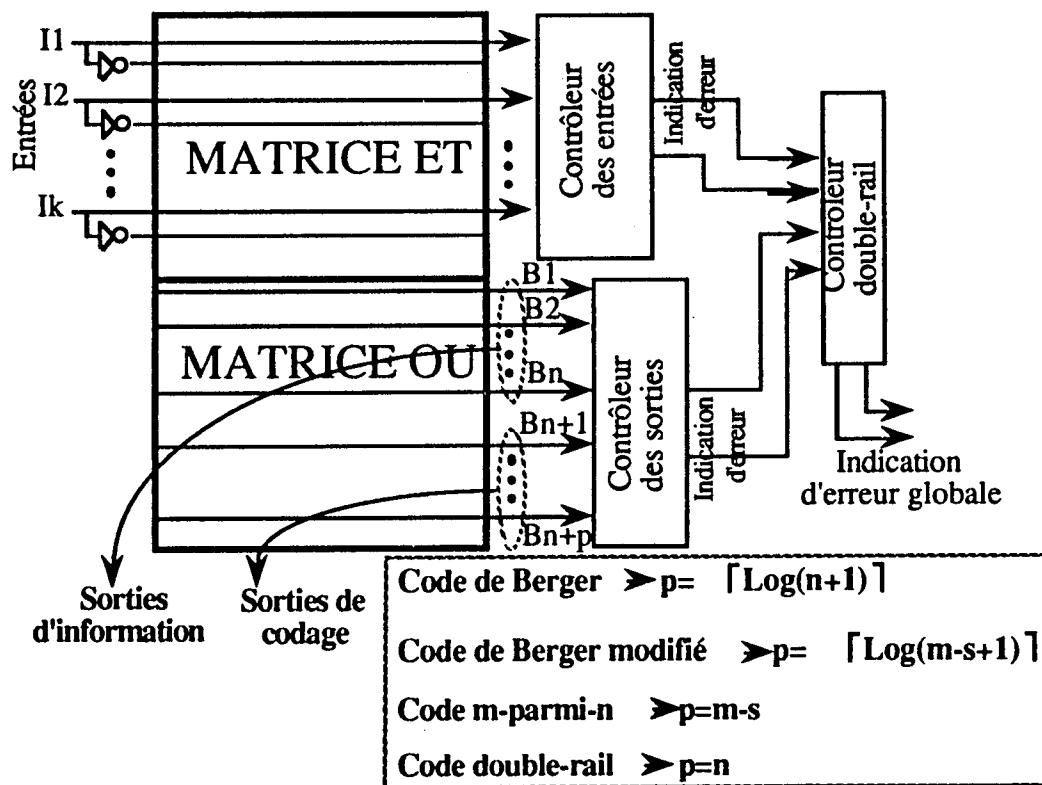 I1
I2
Ik
Entrées
MATRICE ET
Contrôleur
des entrées
Indication
d'erreur
Controleur
double-rail
MATRICE OU
B1
B2
Bn
Bn+1
Bn+p
Contrôleur
des sorties
Indication
d'erreur
Indication
d'erreur globale
Sorties
d'information
Sorties de
codage
Code de Berger ➤p= ⌈Log(n+1)⌉
Code de Berger modifié ➤p= ⌈Log(m-s+1)⌉
Code m-parmi-n ➤p=m-s
Code double-rail ➤p=n